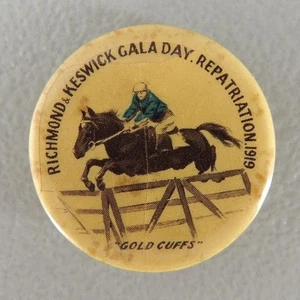 RICHMOND & KESWICK GALA DAY. REPATRIATION. 1919
"GOLD CUFFS"